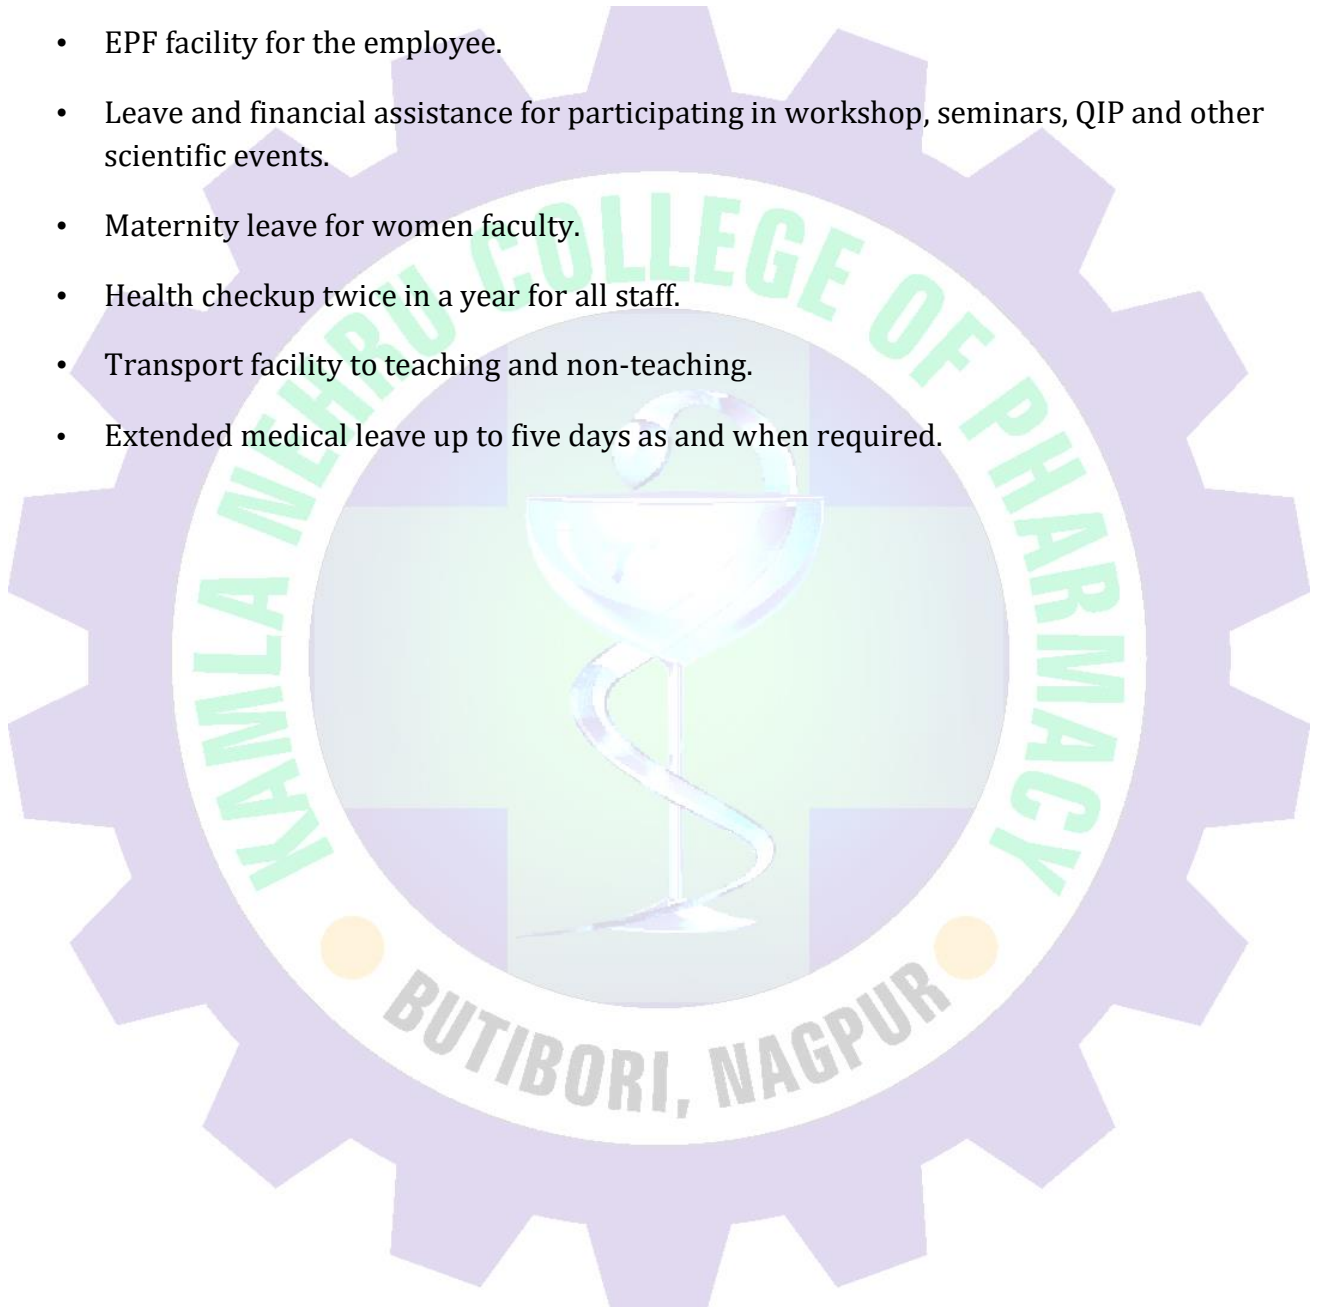 • EPF facility for the employee.
• Leave and financial assistance for participating in workshop, seminars, QIP and other
scientific events.
• Maternity leave for women faculty.
• Health checkup twice in a year for all staff.
• Transport facility to teaching and non-teaching.
• Extended medical leave up to five days as and when required.
KAMLA NEHRU COLLEGE OF PHARMACY
BUTIBORI, NAGPUR